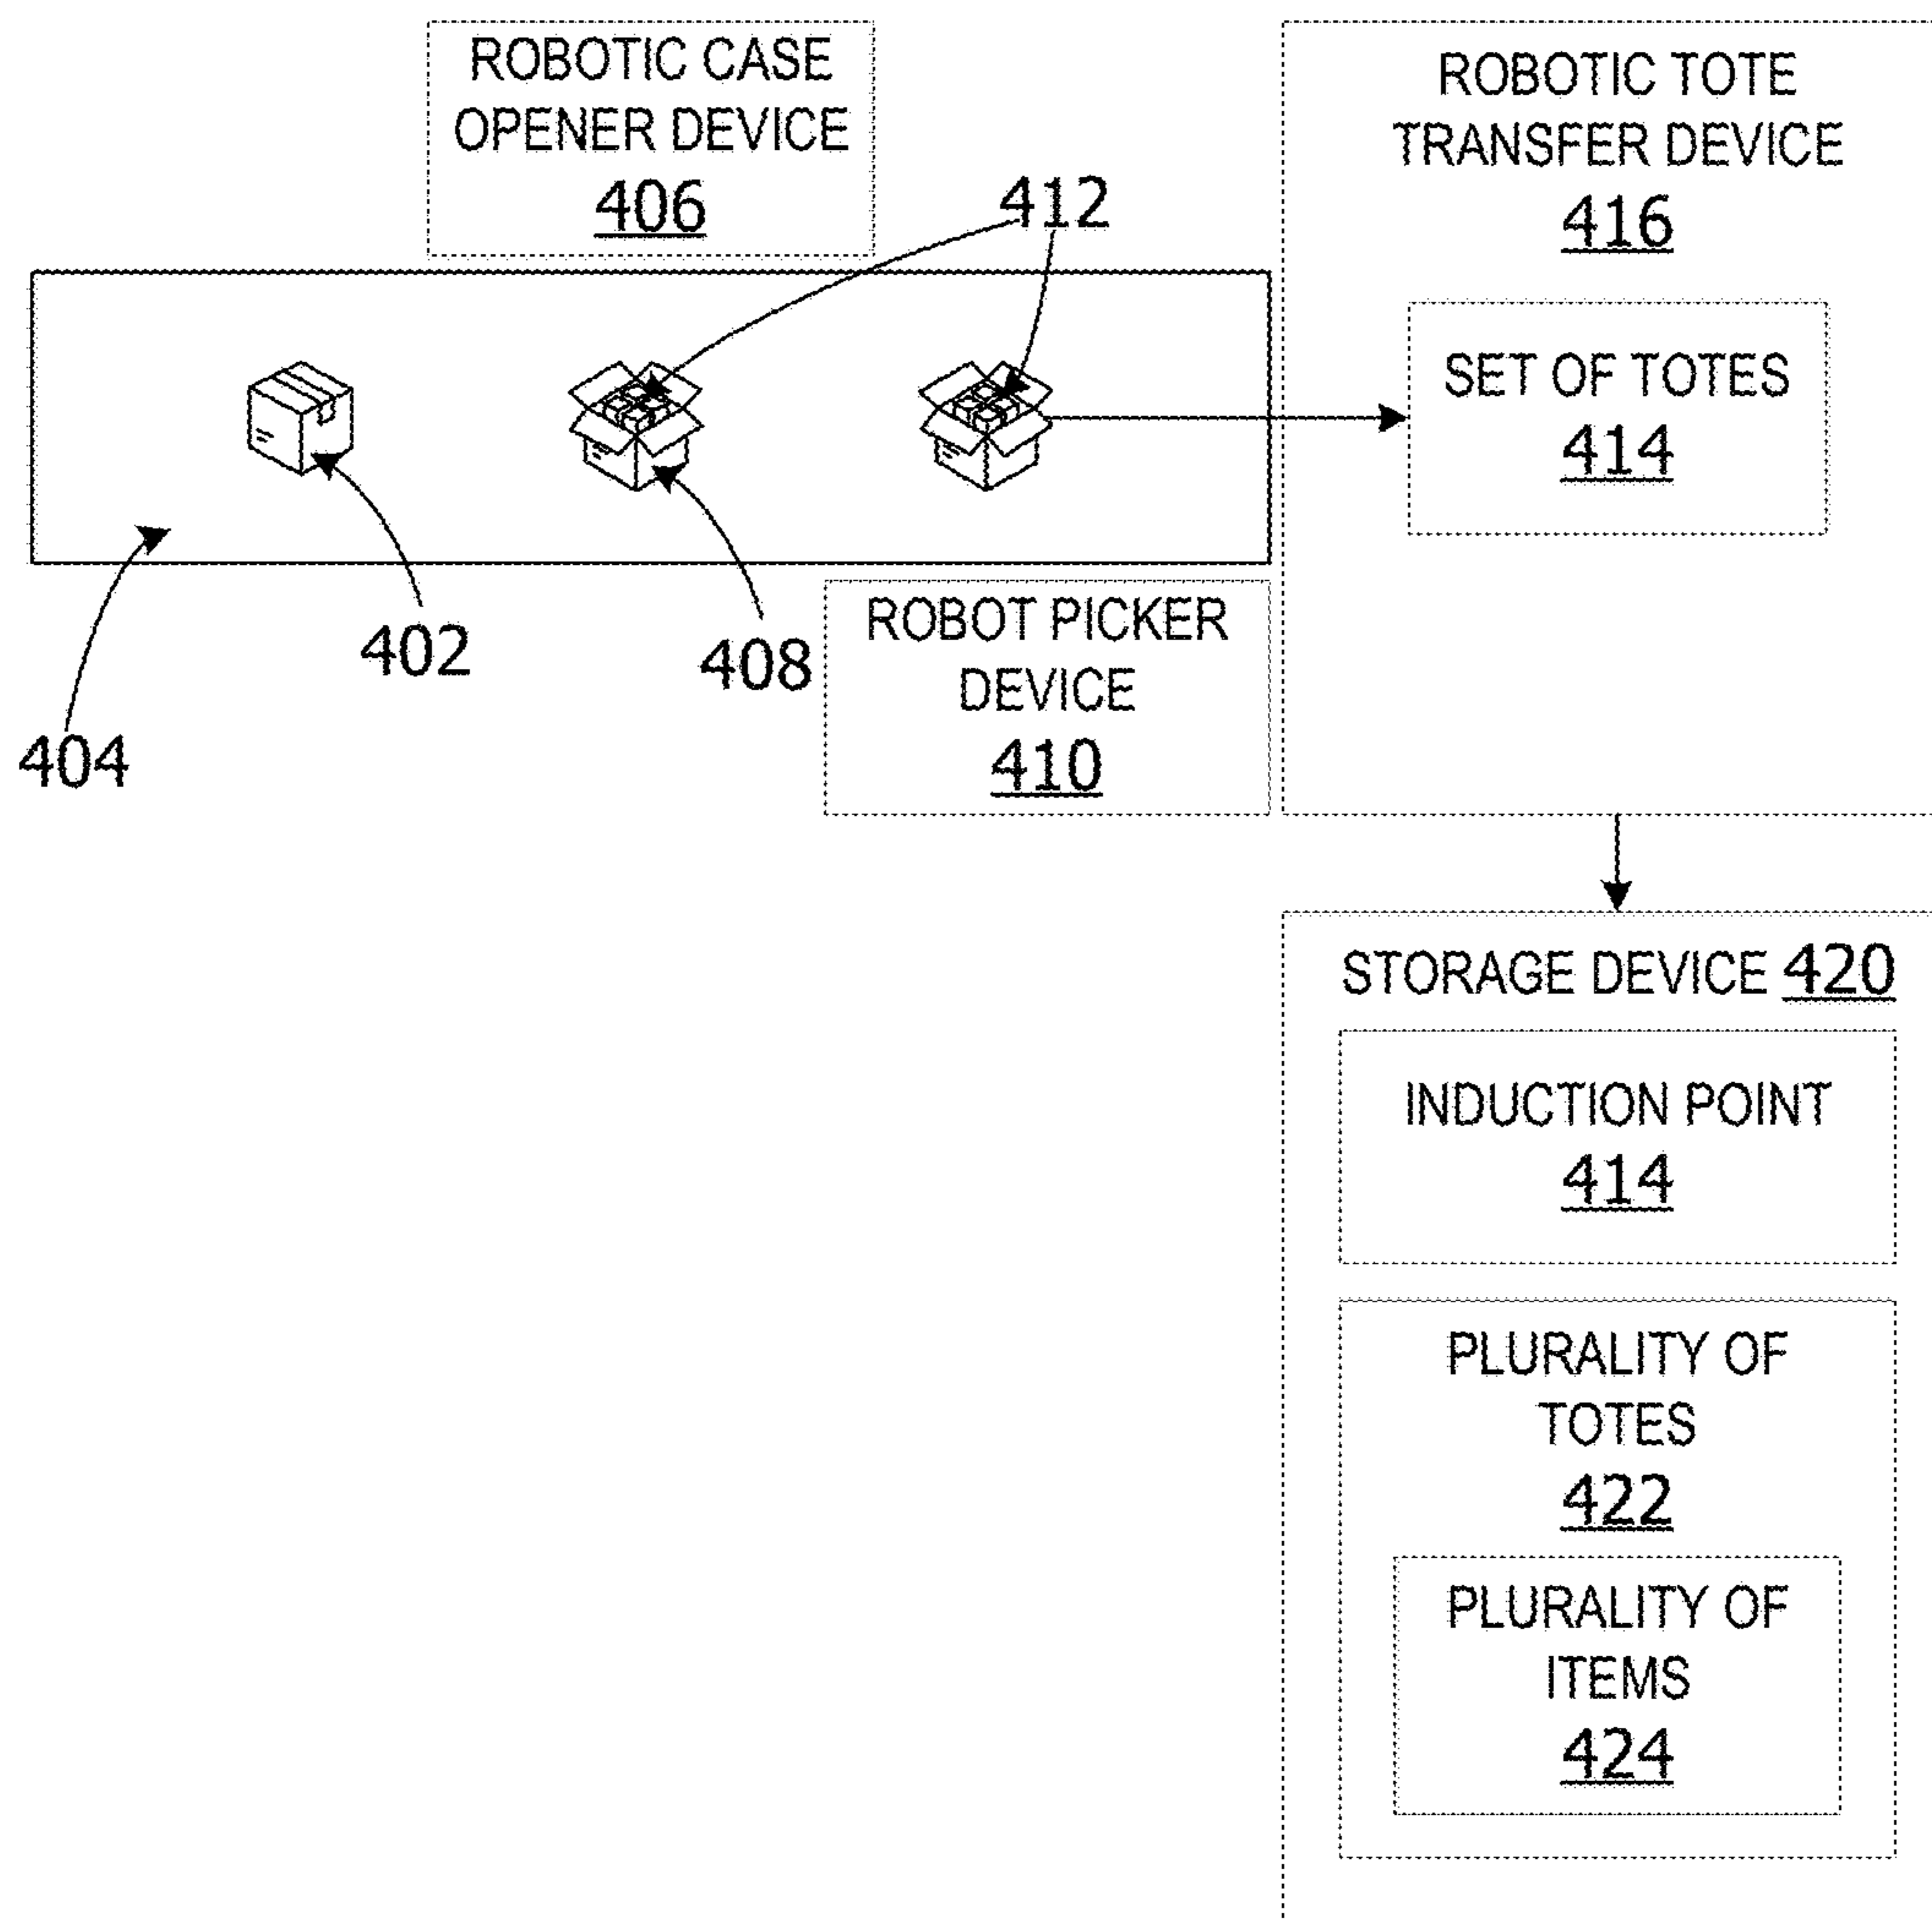 ROBOTIC CASE
OPENER DEVICE
406
412
ROBOTIC TOTE
TRANSFER DEVICE
416
SET OF TOTES
414
402
408
404
ROBOT PICKER
DEVICE
410
STORAGE DEVICE 420
INDUCTION POINT
414
PLURALITY OF
TOTES
422
PLURALITY OF
ITEMS
424